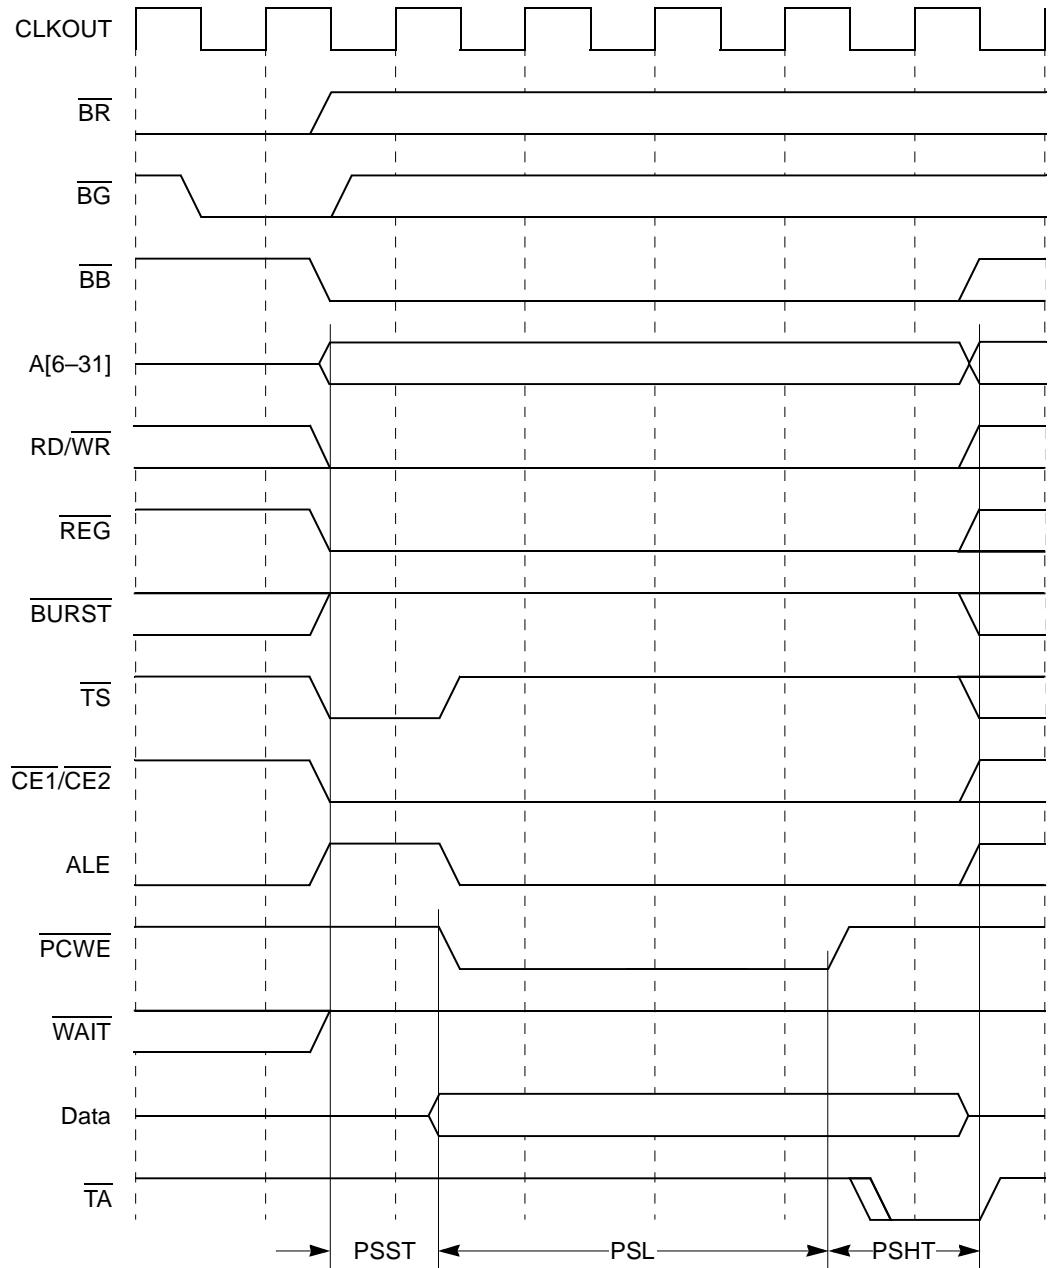 CLKOUT
BR
BG
BB
A[6–31]
RD/WR
REG
BURST
TS
CE1/CE2
ALE
PCWE
WAIT
Data
TA
PSST PSL PSHT